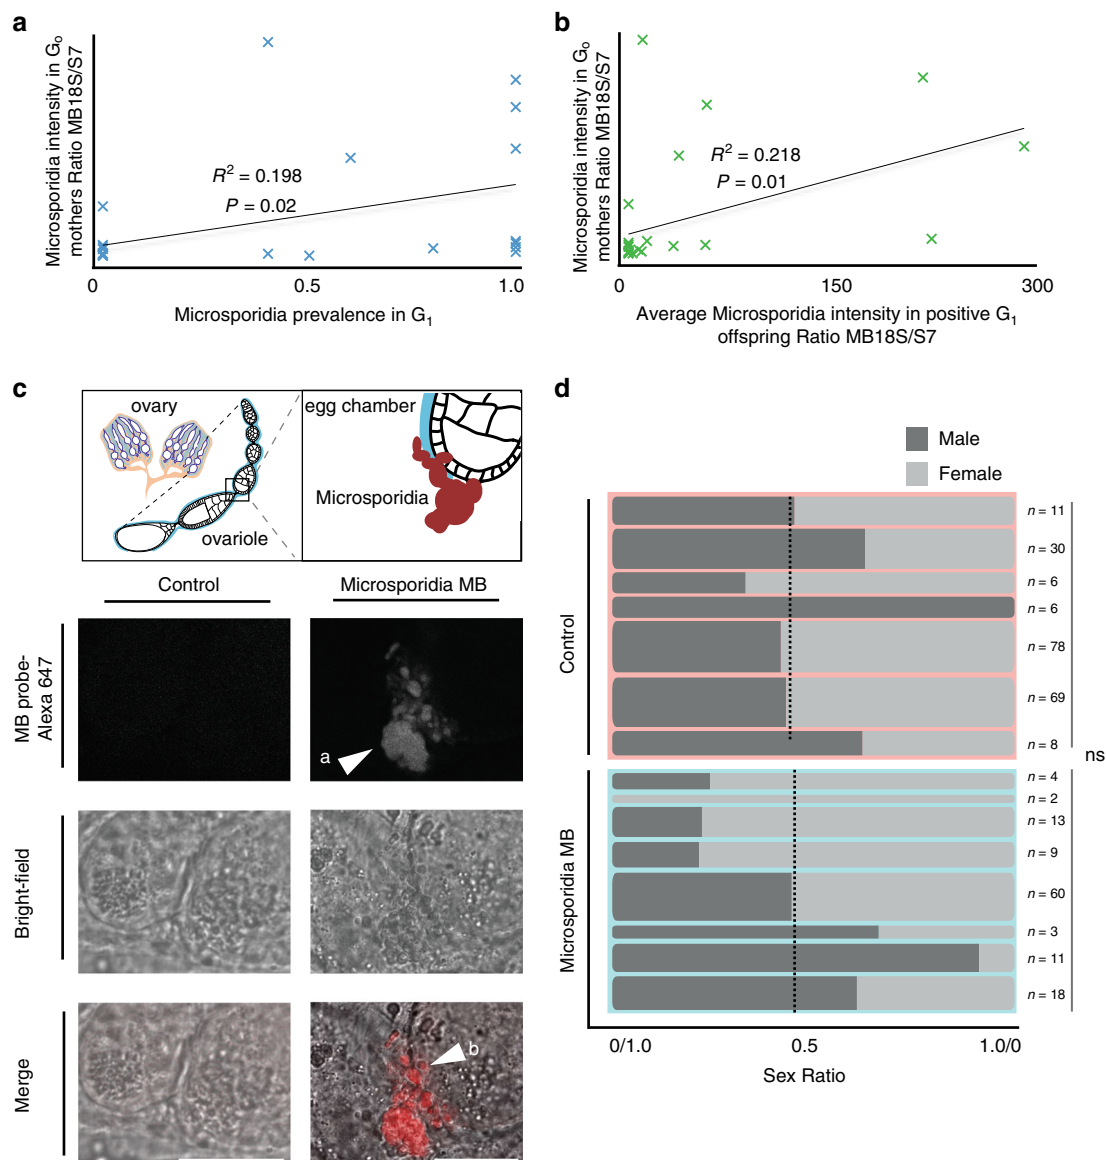 a
Microsporidia intensity in Go
mothers Ratio MB18S/S7
R² = 0.198
P = 0.02
0
0.5
1.0
Microsporidia prevalence in G1
b
Microsporidia intensity in Go
mothers Ratio MB18S/S7
R² = 0.218
P = 0.01
0
150
300
Average Microsporidia intensity in positive G1
offspring Ratio MB18S/S7
c
ovary
ovariole
egg chamber
Microsporidia
Control
Microsporidia MB
MB probe-
Alexa 647
a
Bright-field
Merge
b
d
Male
Female
Control
n = 11
n = 30
n = 6
n = 6
n = 78
n = 69
n = 8
ns
Microsporidia MB
n = 4
n = 2
n = 13
n = 9
n = 60
n = 3
n = 11
n = 18
0/1.0
0.5
1.0/0
Sex Ratio